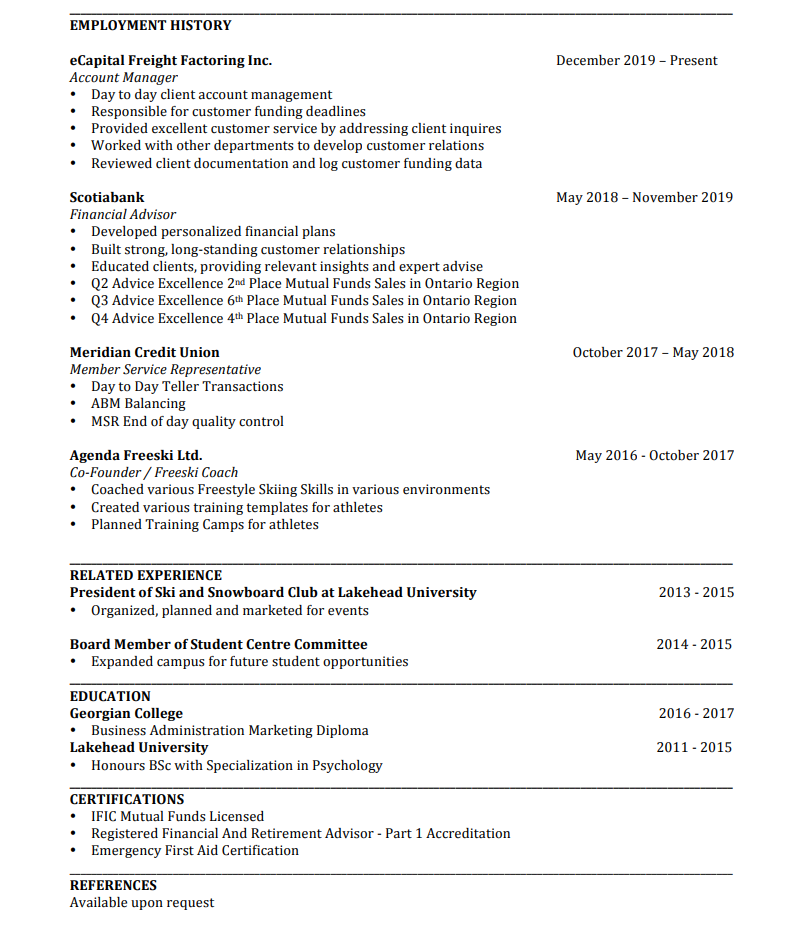 EMPLOYMENT HISTORY
eCapital Freight Factoring Inc. December 2019 – Present
Account Manager
• Day to day client account management
• Responsible for customer funding deadlines
• Provided excellent customer service by addressing client inquires
• Worked with other departments to develop customer relations
• Reviewed client documentation and log customer funding data
Scotiabank May 2018 – November 2019
Financial Advisor
• Developed personalized financial plans
• Built strong, long-standing customer relationships
• Educated clients, providing relevant insights and expert advise
• Q2 Advice Excellence 2nd Place Mutual Funds Sales in Ontario Region
• Q3 Advice Excellence 6th Place Mutual Funds Sales in Ontario Region
• Q4 Advice Excellence 4th Place Mutual Funds Sales in Ontario Region
Meridian Credit Union October 2017 – May 2018
Member Service Representative
• Day to Day Teller Transactions
• ABM Balancing
• MSR End of day quality control
Agenda Freeski Ltd. May 2016 - October 2017
Co-Founder / Freeski Coach
• Coached various Freestyle Skiing Skills in various environments
• Created various training templates for athletes
• Planned Training Camps for athletes
RELATED EXPERIENCE
President of Ski and Snowboard Club at Lakehead University 2013 - 2015
• Organized, planned and marketed for events
Board Member of Student Centre Committee 2014 - 2015
• Expanded campus for future student opportunities
EDUCATION
Georgian College 2016 - 2017
• Business Administration Marketing Diploma
Lakehead University 2011 - 2015
• Honours BSc with Specialization in Psychology
CERTIFICATIONS
• IFIC Mutual Funds Licensed
• Registered Financial And Retirement Advisor - Part 1 Accreditation
• Emergency First Aid Certification
REFERENCES
Available upon request